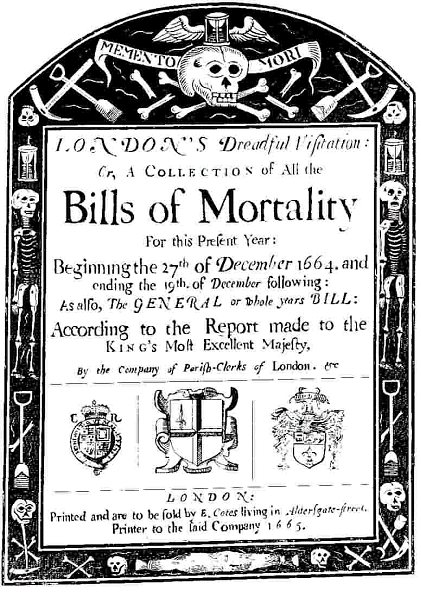 MEMENTO MORI
LONDON'S Dreadful Viſitation:
Or, A COLLECTION of All the
Bills of Mortality
For this Preſent Year:
Beginning the 27th of December 1664. and
ending the 19th. of December following:
As alſo, The GENERAL or whole years BILL:
According to the Report made to the
KING'S Moſt Excellent Majeſty,
By the Company of Pariſh-Clerks of London. &c
C R
LONDON:
Printed and are to be ſold by E. Cotes living in Alderſgate-ſtreet.
Printer to the ſaid Company 1665.